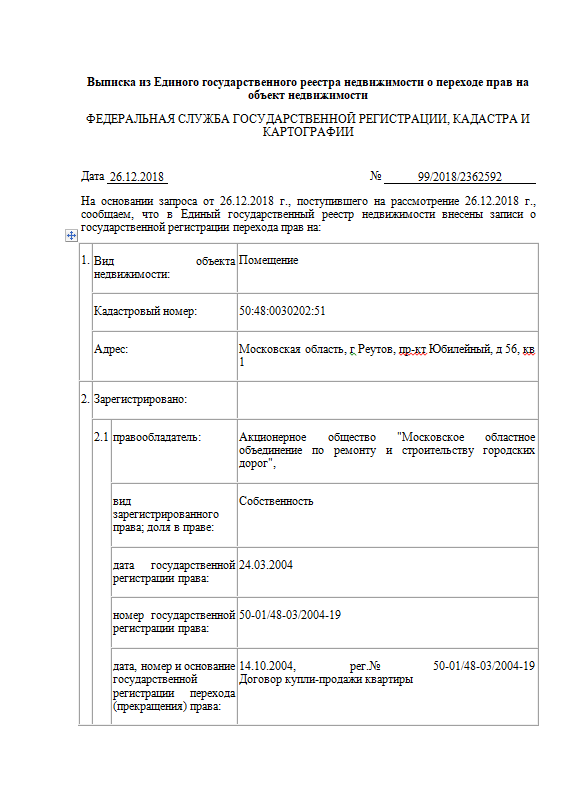 Выписка из Единого государственного реестра недвижимости о переходе прав на
объект недвижимости
ФЕДЕРАЛЬНАЯ СЛУЖБА ГОСУДАРСТВЕННОЙ РЕГИСТРАЦИИ, КАДАСТРА И
КАРТОГРАФИИ
Дата 26.12.2018 № 99/2018/2362592
На основании запроса от 26.12.2018 г., поступившего на рассмотрение 26.12.2018 г.,
сообщаем, что в Единый государственный реестр недвижимости внесены записи о
государственной регистрации перехода прав на:
1. Вид объекта Помещение
недвижимости:
Кадастровый номер: 50:48:0030202:51
Адрес: Московская область, г Реутов, пр-кт Юбилейный, д 56, кв
1
2. Зарегистрировано:
2.1 правообладатель: Акционерное общество "Московское областное
объединение по ремонту и строительству городских
дорог",
вид Собственность
зарегистрированного
права; доля в праве:
дата государственной 24.03.2004
регистрации права:
номер государственной 50-01/48-03/2004-19
регистрации права:
дата, номер и основание 14.10.2004, рег.№ 50-01/48-03/2004-19
государственной Договор купли-продажи квартиры
регистрации перехода
(прекращения) права: